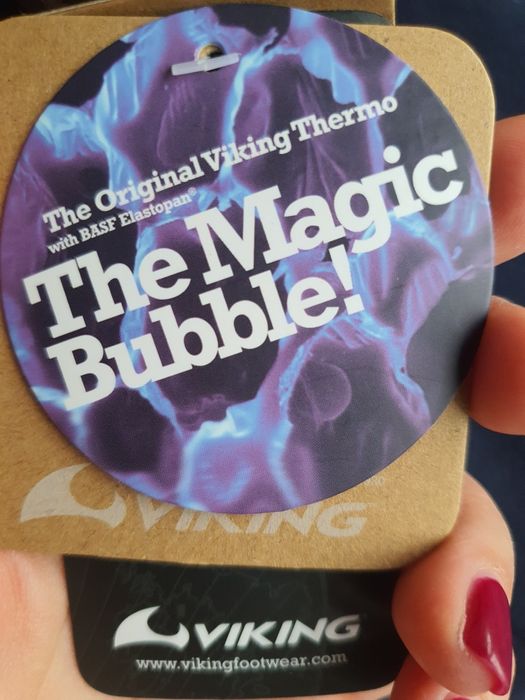 The Original Viking Thermo
with BASF Elastopan®
The Magic
Bubble!
VIKING
VIKING
www.vikingfootwear.com